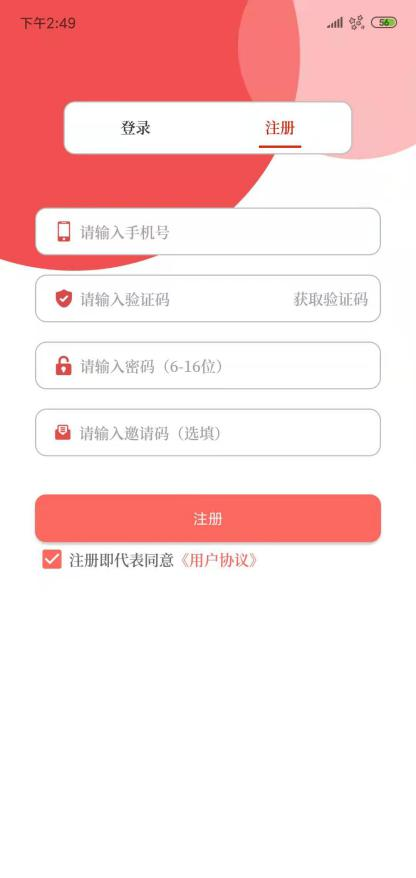 下午2:49
56
登录
注册
请输入手机号
请输入验证码 获取验证码
请输入密码（6-16位）
请输入邀请码（选填）
注册
注册即代表同意《用户协议》